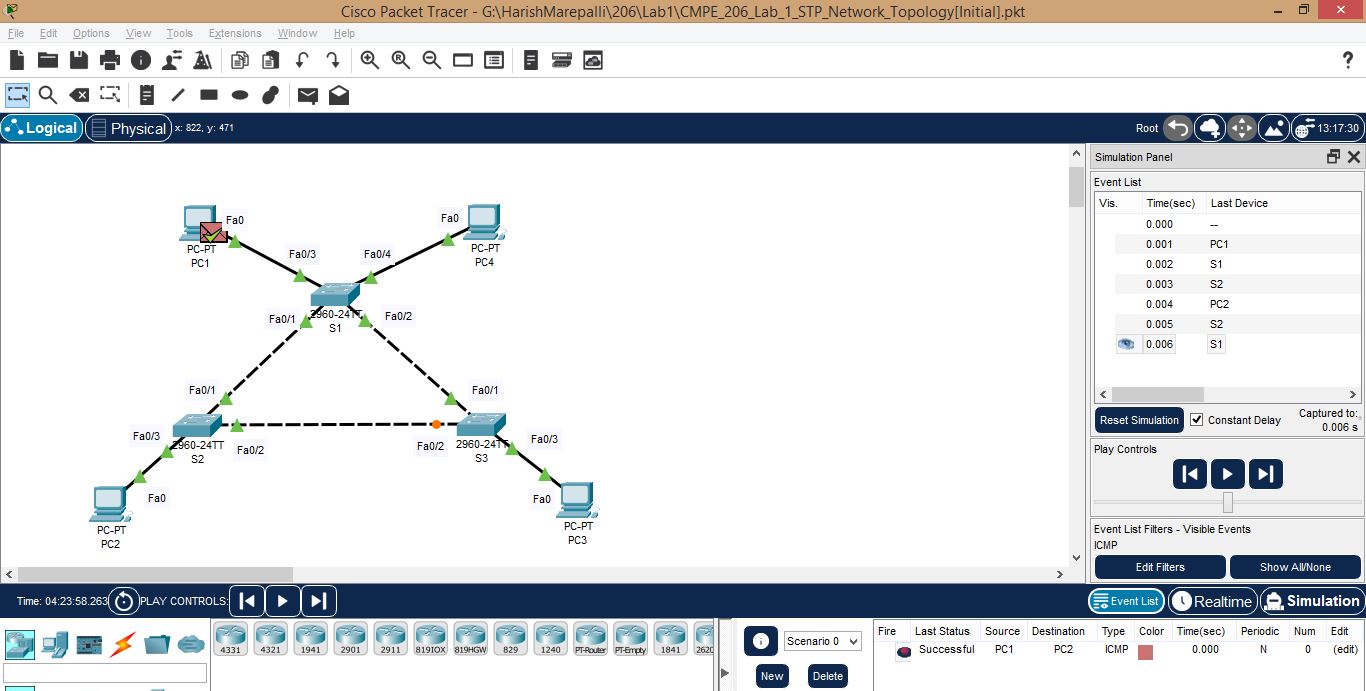 Cisco Packet Tracer - G:\HarishMarepalli\206\Lab1\CMPE_206_Lab_1_STP_Network_Topology[Initial].pkt
File Edit Options View Tools Extensions Window Help
Logical Physical x: 822, y: 471 Root 13:17:30
Simulation Panel
Event List
Vis. Time(sec) Last Device
0.000 --
0.001 PC1
0.002 S1
0.003 S2
0.004 PC2
0.005 S2
0.006 S1
Reset Simulation Constant Delay Captured to:
0.006 s
Play Controls
Event List Filters - Visible Events
ICMP
Edit Filters Show All/None
Fa0 Fa0
PC-PT PC-PT
PC1 PC4
Fa0/3 Fa0/4
2960-24TT
S1
Fa0/1 Fa0/2
Fa0/1 Fa0/1
Fa0/3 2960-24TT Fa0/2 Fa0/2 2960-24TT Fa0/3
S2 S3
Fa0 Fa0
PC-PT PC-PT
PC2 PC3
Time: 04:23:58.263 PLAY CONTROLS: Event List Realtime Simulation
4331 4321 1941 2901 2911 819IOX 819HGW 829 1240 PT-Router PT-Empty 1841 2620
Scenario 0
New Delete
Fire Last Status Source Destination Type Color Time(sec) Periodic Num Edit
Successful PC1 PC2 ICMP 0.000 N 0 (edit)